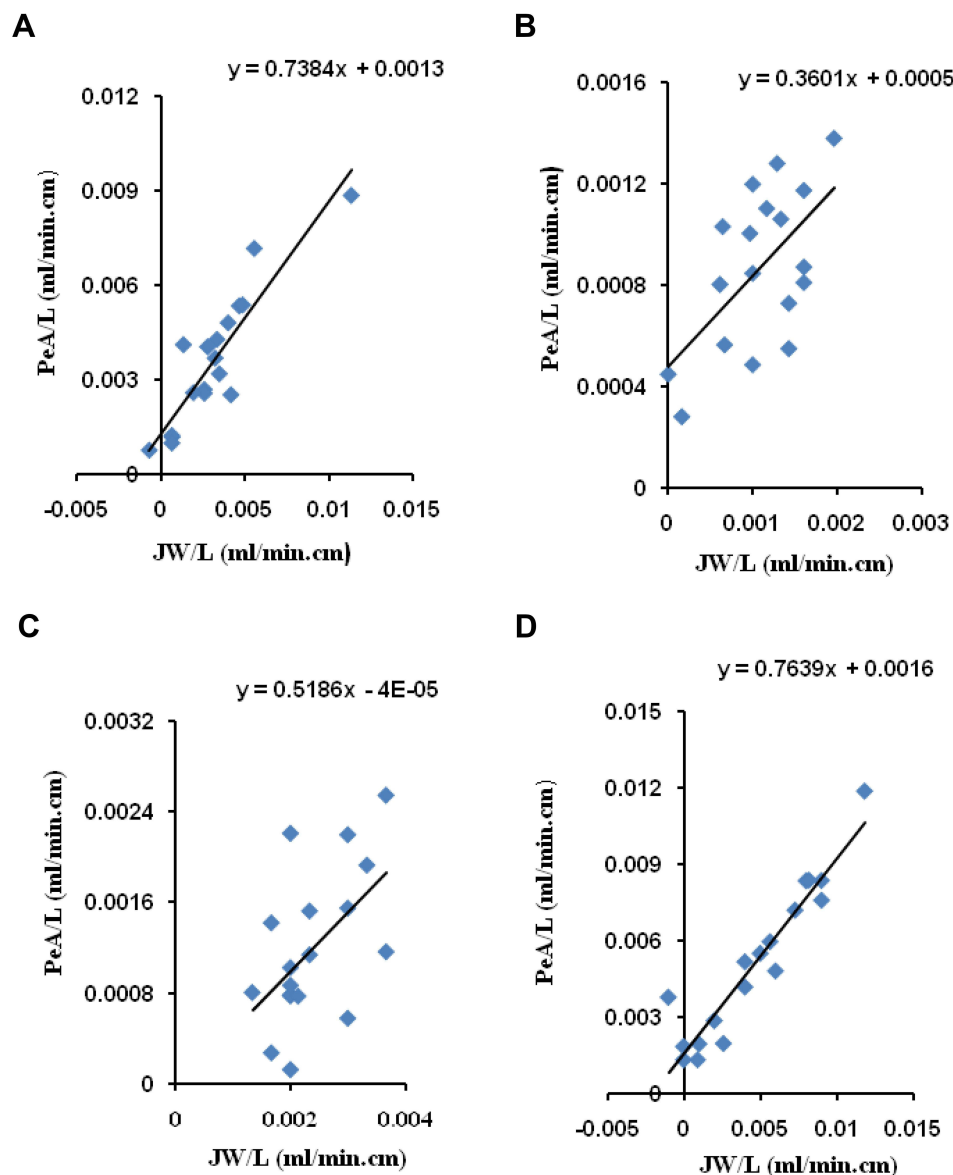 A
y = 0.7384x + 0.0013
0.012
0.009
0.006
0.003
0
-0.005 0 0.005 0.01 0.015
PeA/L (ml/min.cm)
JW/L (ml/min.cm)
B
y = 0.3601x + 0.0005
0.0016
0.0012
0.0008
0.0004
0
0 0.001 0.002 0.003
PeA/L (ml/min.cm)
JW/L (ml/min.cm)
C
y = 0.5186x - 4E-05
0.0032
0.0024
0.0016
0.0008
0
0 0.002 0.004
PeA/L (ml/min.cm)
JW/L (ml/min.cm)
D
y = 0.7639x + 0.0016
0.015
0.012
0.009
0.006
0.003
0
-0.005 0 0.005 0.01 0.015
PeA/L (ml/min.cm)
JW/L (ml/min.cm)